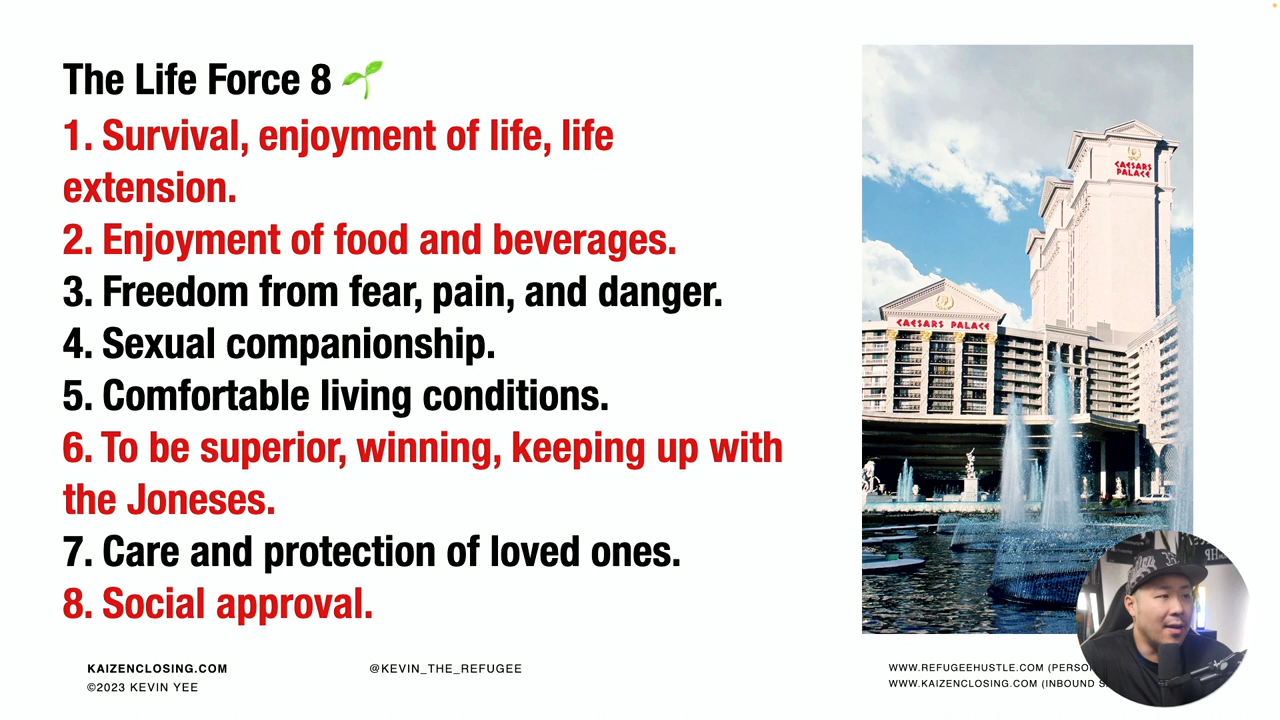 The Life Force 8 🌱
1. Survival, enjoyment of life, life
extension.
2. Enjoyment of food and beverages.
3. Freedom from fear, pain, and danger.
4. Sexual companionship.
5. Comfortable living conditions.
6. To be superior, winning, keeping up with
the Joneses.
7. Care and protection of loved ones.
8. Social approval.
CAESARS
PALACE
CAESARS PALACE
KAIZENCLOSING.COM
©2023 KEVIN YEE
@KEVIN_THE_REFUGEE
WWW.REFUGEEHUSTLE.COM
WWW.KAIZENCLOSING.COM (INBOUND